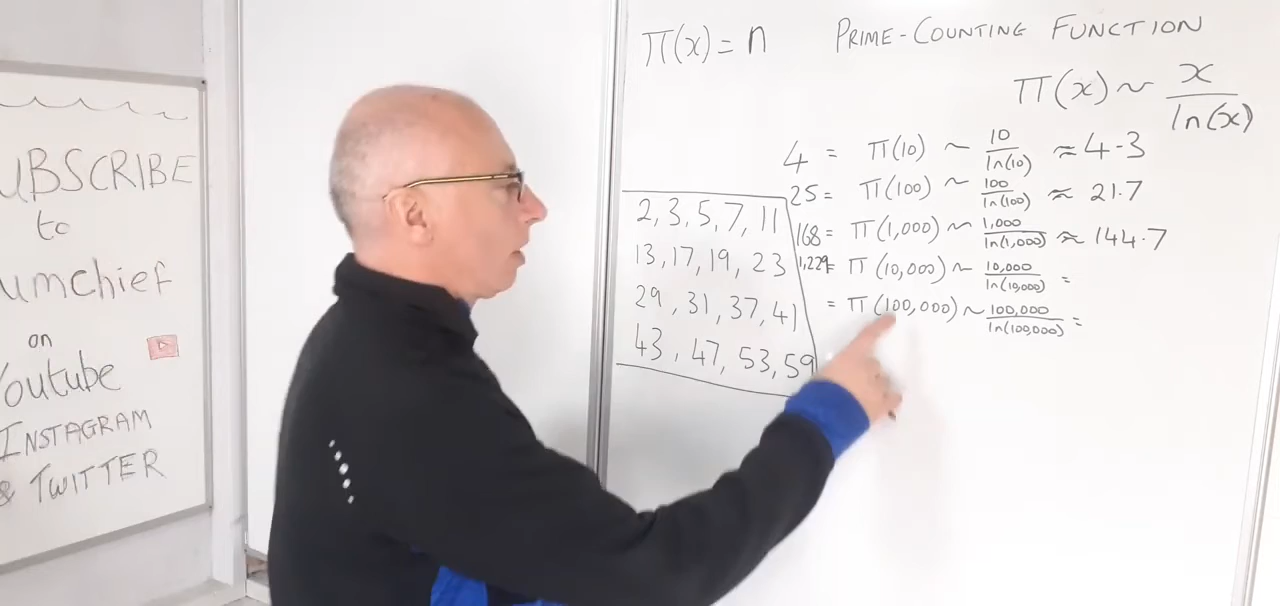 UBSCRIBE
to
umchief
on
Youtube
INSTAGRAM
& TWITTER
π(x) = n
PRIME-COUNTING FUNCTION
π(x) ~ x/ln(x)
4 = π(10) ~ 10/ln(10) ≈ 4·3
25 = π(100) ~ 100/ln(100) ≈ 21.7
168 = π(1,000) ~ 1,000/ln(1,000) ≈ 144.7
1,229 = π(10,000) ~ 10,000/ln(10,000) =
= π(100,000) ~ 100,000/ln(100,000) =
2, 3, 5, 7, 11
13, 17, 19, 23
29, 31, 37, 41
43, 47, 53, 59